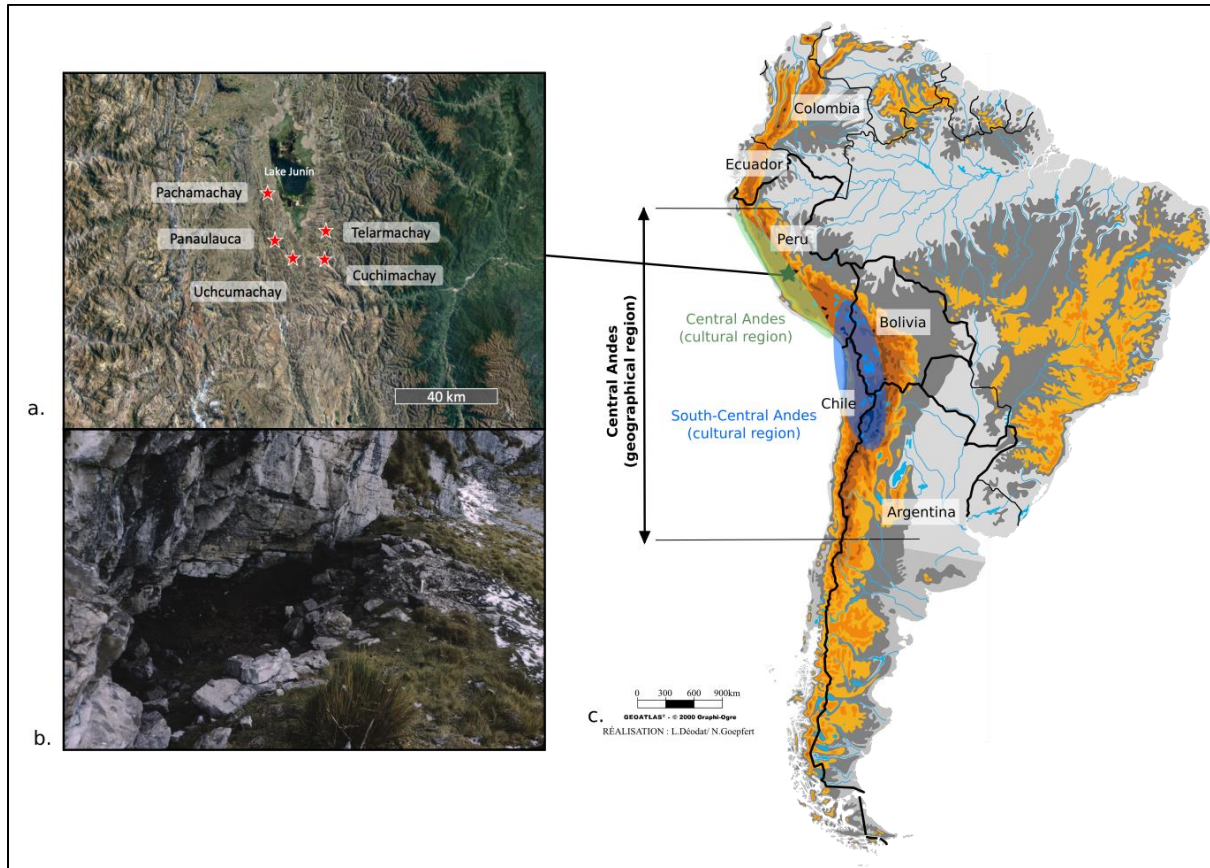 Lake Junín
Pachamachay
Panaulauca
Telarmachay
Cuchimachay
Uchcumachay
40 km
a.
b.
Colombia
Ecuador
Peru
Bolivia
Central Andes
(cultural region)
Central Andes
(geographical region)
Chile
South-Central Andes
(cultural region)
Argentina
0 300 600 900km
c.
GEOATLAS® - © 2000 Graphi-Ogre
RÉALISATION : L.Déodat/ N.Goepfert